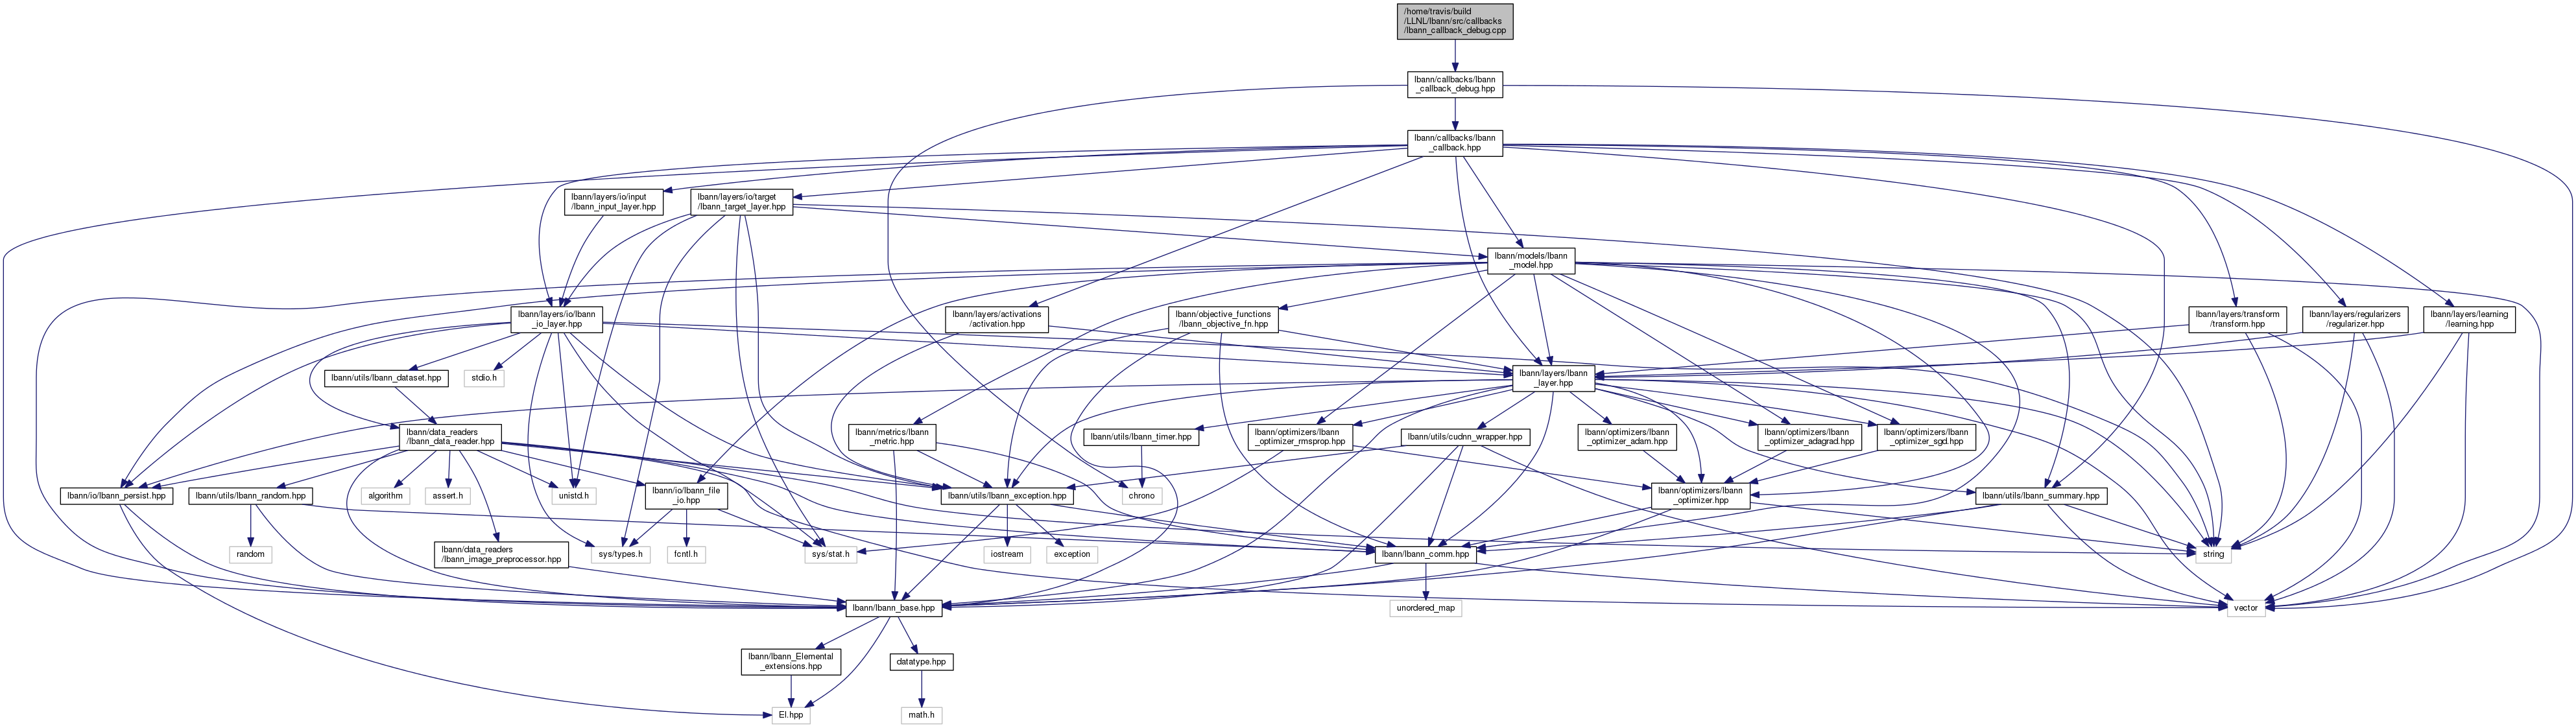 /home/travis/build
/LLNL/lbann/src/callbacks
/lbann_callback_debug.cpp
lbann/callbacks/lbann
_callback_debug.hpp
lbann/callbacks/lbann
_callback.hpp
lbann/layers/io/input
/lbann_input_layer.hpp
lbann/layers/io/target
/lbann_target_layer.hpp
lbann/models/lbann
_model.hpp
lbann/layers/io/lbann
_io_layer.hpp
lbann/layers/activations
/activation.hpp
lbann/objective_functions
/lbann_objective_fn.hpp
lbann/layers/transform
/transform.hpp
lbann/layers/regularizers
/regularizer.hpp
lbann/layers/learning
/learning.hpp
lbann/utils/lbann_dataset.hpp
stdio.h
lbann/layers/lbann
_layer.hpp
lbann/data_readers
/lbann_data_reader.hpp
lbann/metrics/lbann
_metric.hpp
lbann/utils/lbann_timer.hpp
lbann/optimizers/lbann
_optimizer_rmsprop.hpp
lbann/utils/cudnn_wrapper.hpp
lbann/optimizers/lbann
_optimizer_adam.hpp
lbann/optimizers/lbann
_optimizer_adagrad.hpp
lbann/optimizers/lbann
_optimizer_sgd.hpp
lbann/io/lbann_persist.hpp
lbann/utils/lbann_random.hpp
algorithm
assert.h
unistd.h
lbann/io/lbann_file
_io.hpp
lbann/utils/lbann_exception.hpp
chrono
lbann/optimizers/lbann
_optimizer.hpp
lbann/utils/lbann_summary.hpp
random
lbann/data_readers
/lbann_image_preprocessor.hpp
sys/types.h
fcntl.h
sys/stat.h
iostream
exception
lbann/lbann_comm.hpp
string
lbann/lbann_base.hpp
unordered_map
vector
lbann/lbann_Elemental
_extensions.hpp
datatype.hpp
El.hpp
math.h